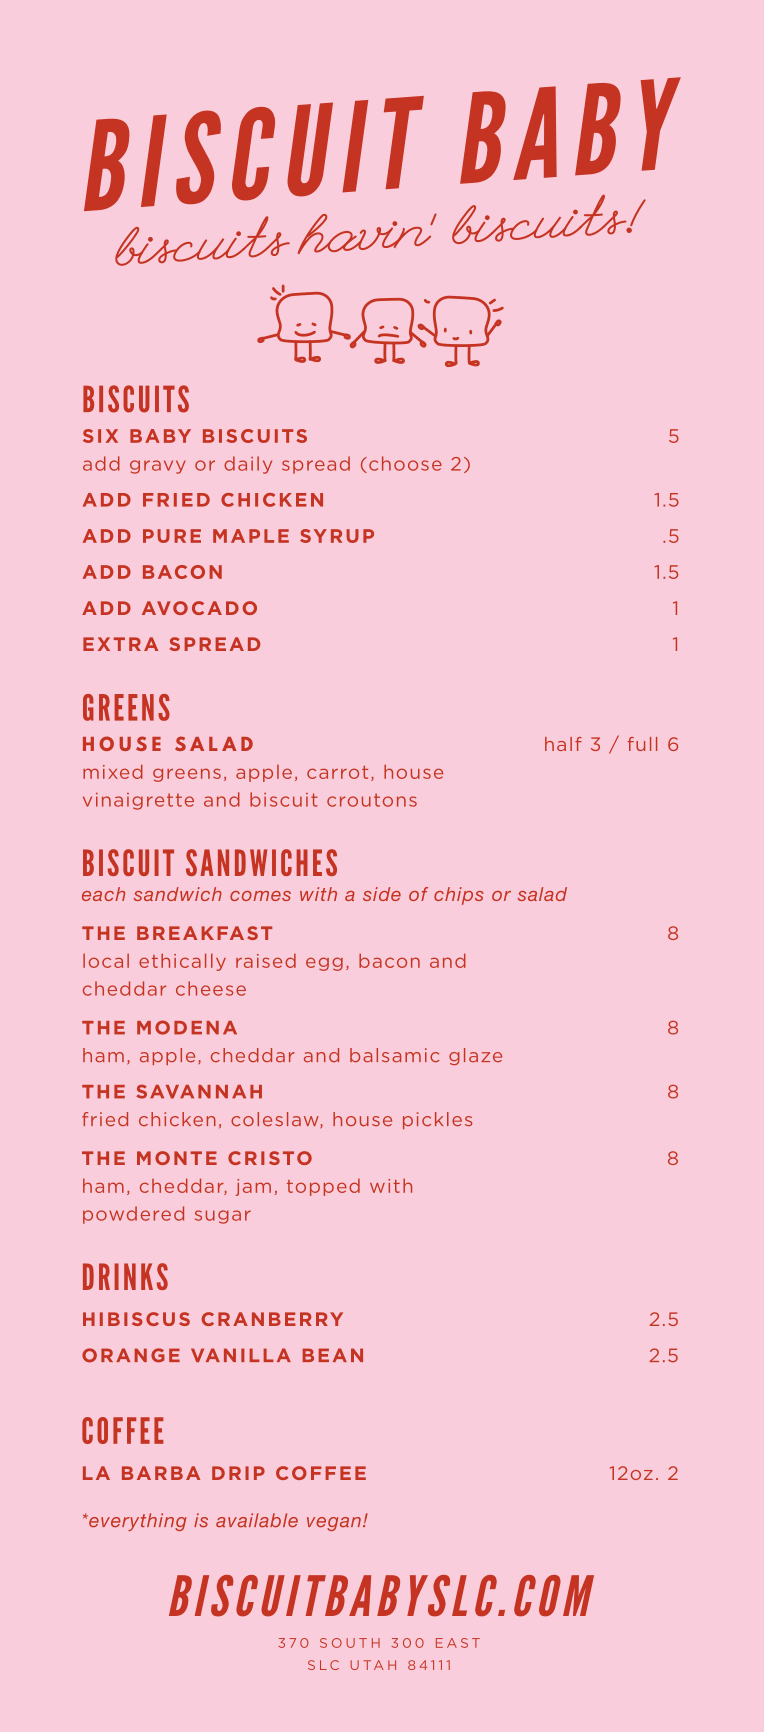 BISCUIT BABY
biscuits havin' biscuits!
BISCUITS
SIX BABY BISCUITS 5
add gravy or daily spread (choose 2)
ADD FRIED CHICKEN 1.5
ADD PURE MAPLE SYRUP .5
ADD BACON 1.5
ADD AVOCADO 1
EXTRA SPREAD 1
GREENS
HOUSE SALAD half 3 / full 6
mixed greens, apple, carrot, house
vinaigrette and biscuit croutons
BISCUIT SANDWICHES
each sandwich comes with a side of chips or salad
THE BREAKFAST 8
local ethically raised egg, bacon and
cheddar cheese
THE MODENA 8
ham, apple, cheddar and balsamic glaze
THE SAVANNAH 8
fried chicken, coleslaw, house pickles
THE MONTE CRISTO 8
ham, cheddar, jam, topped with
powdered sugar
DRINKS
HIBISCUS CRANBERRY 2.5
ORANGE VANILLA BEAN 2.5
COFFEE
LA BARBA DRIP COFFEE 12oz. 2
*everything is available vegan!
BISCUITBABYSLC.COM
370 SOUTH 300 EAST
SLC UTAH 84111